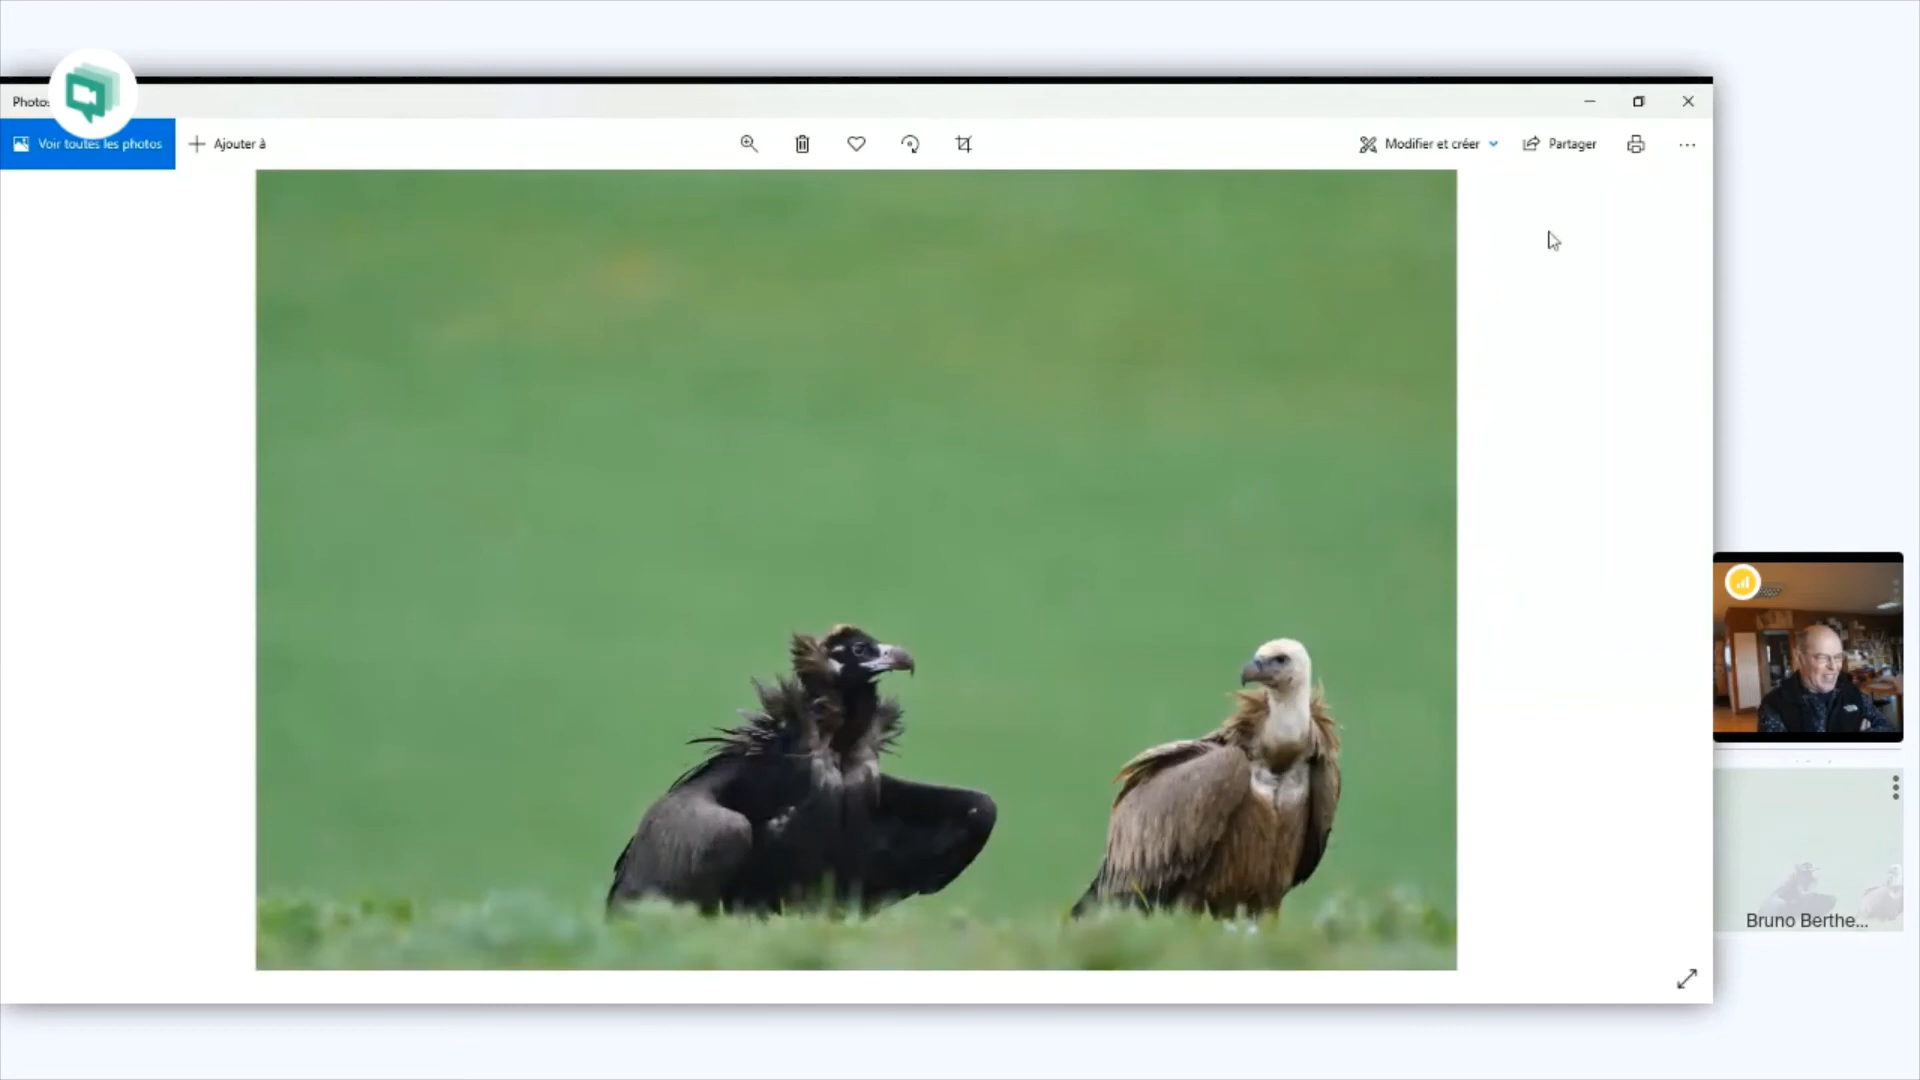 Photos
Voir toutes les photos
Ajouter à
Modifier et créer
Partager
Bruno Berthe...